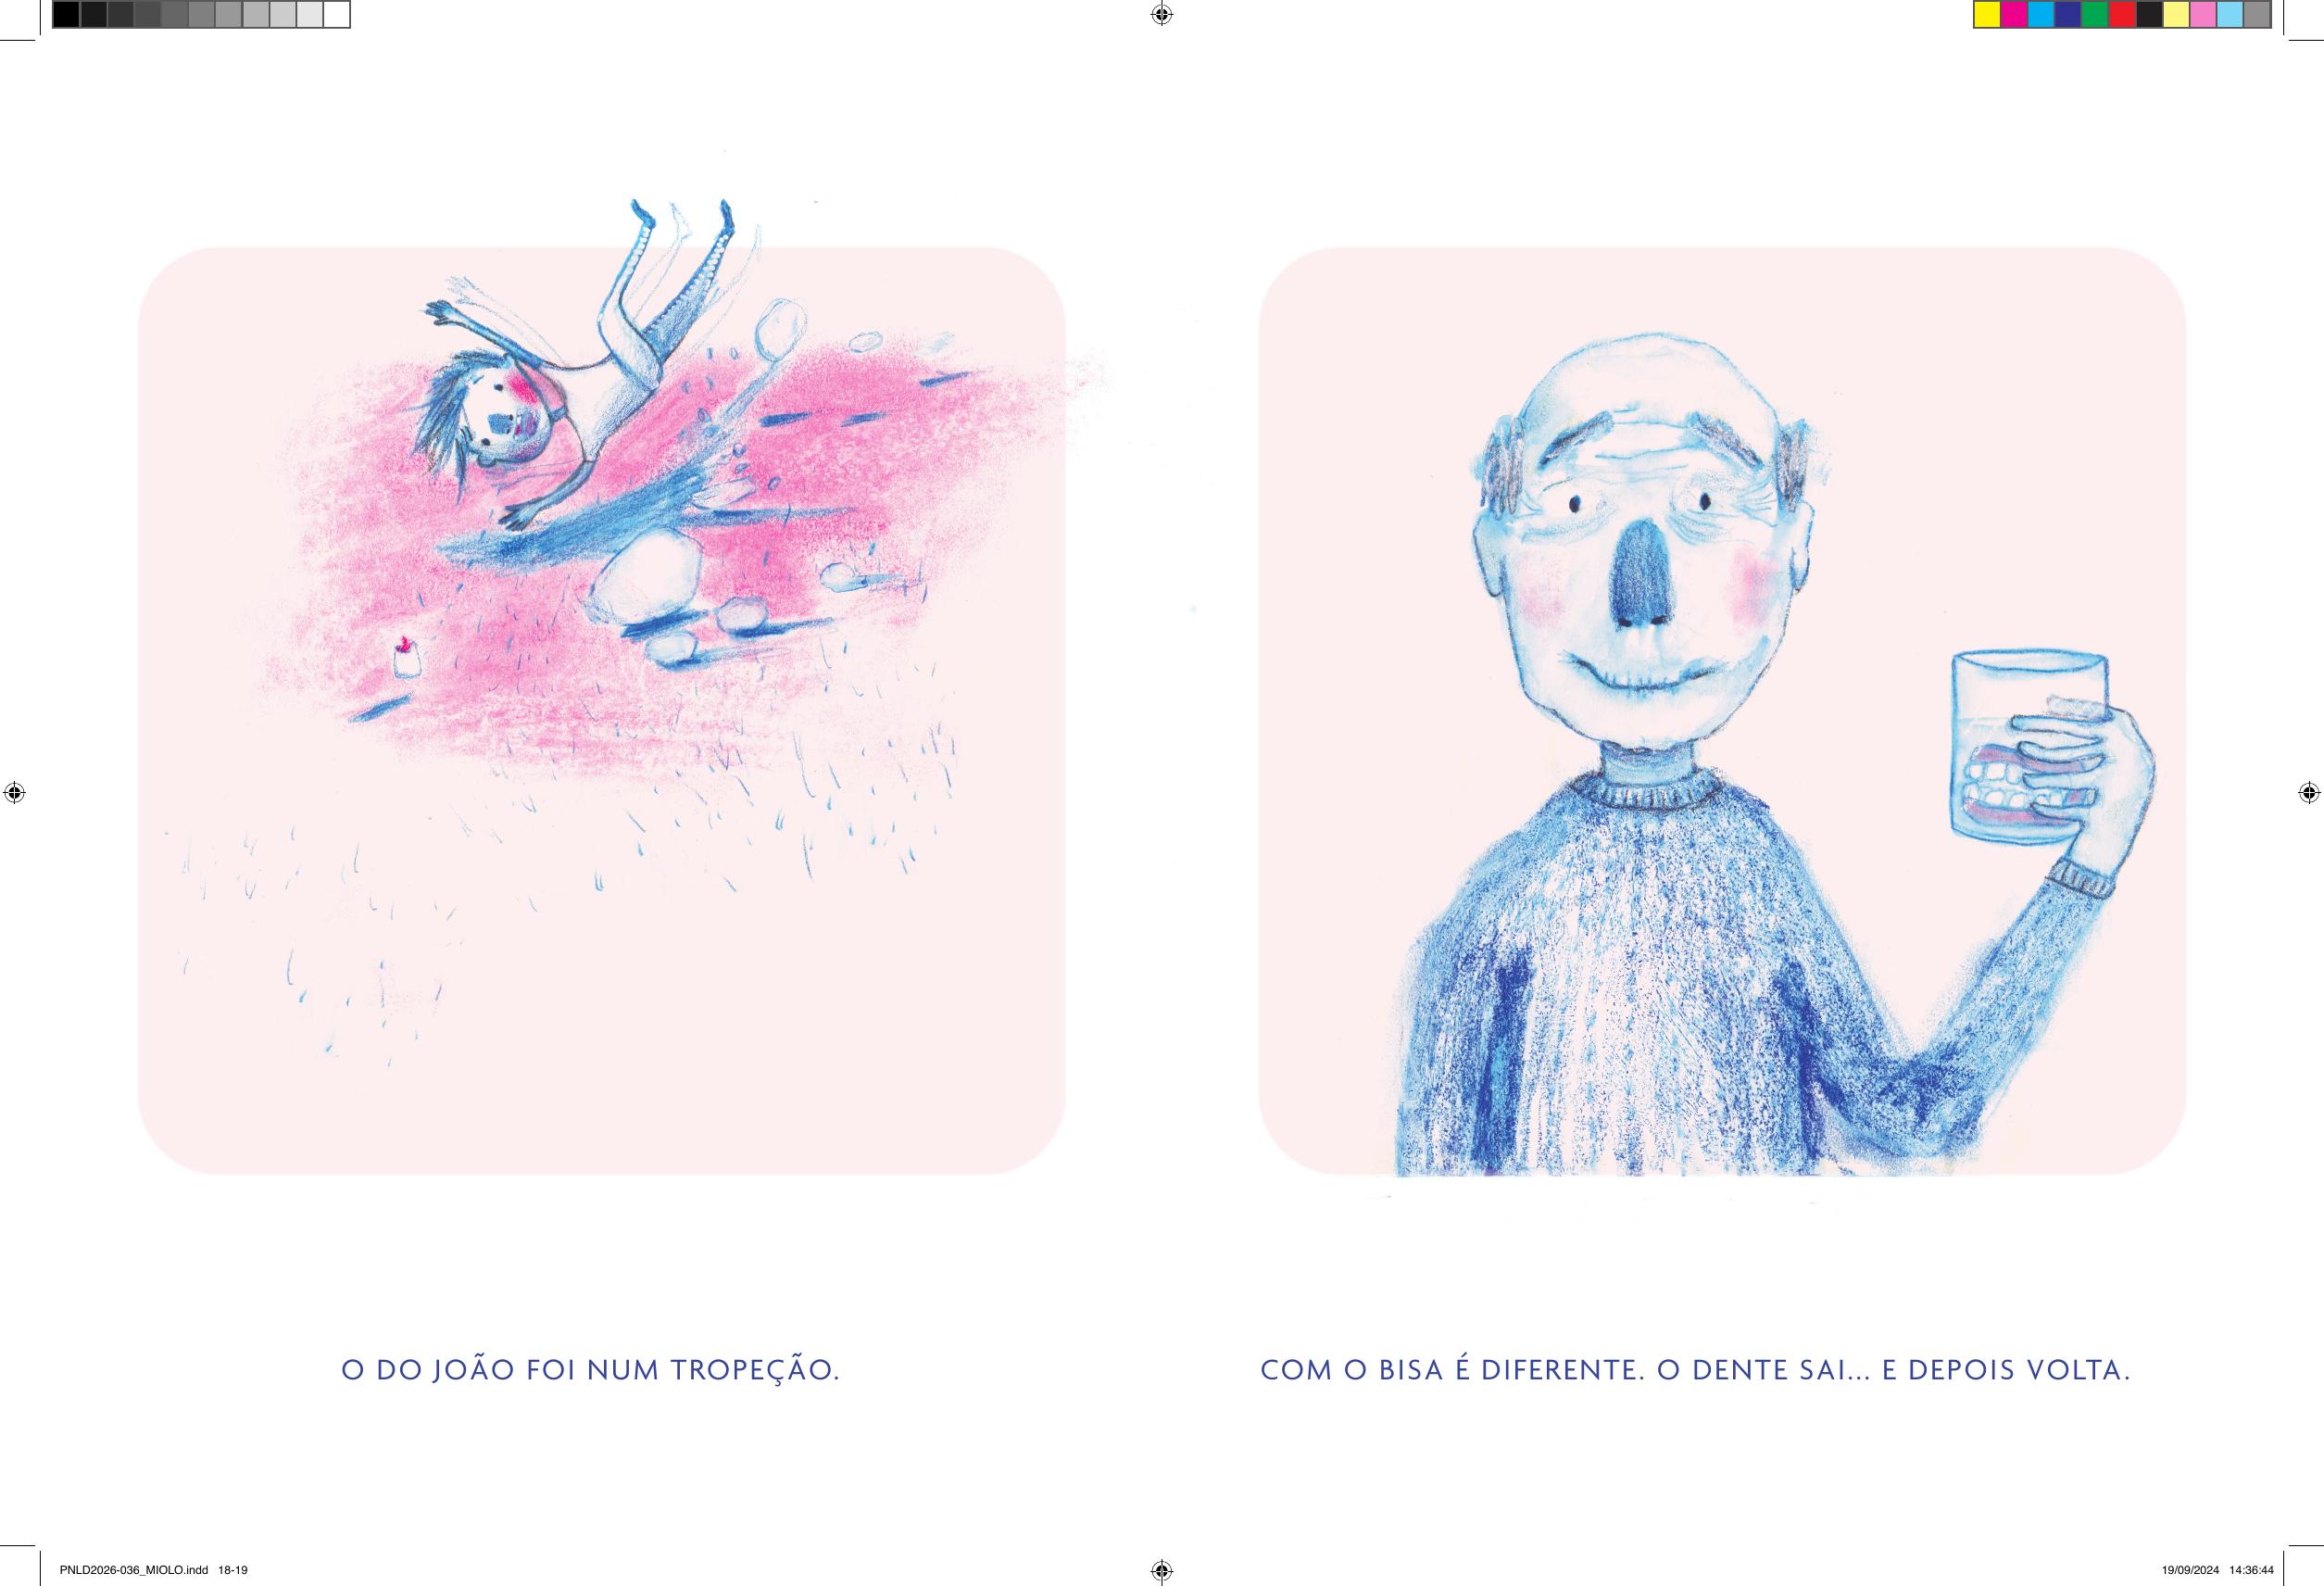 O DO JOÃO FOI NUM TROPEÇÃO.
COM O BISA É DIFERENTE. O DENTE SAI... E DEPOIS VOLTA.
PNLD2026-036_MIOLO.indd 18-19
19/09/2024 14:36:44